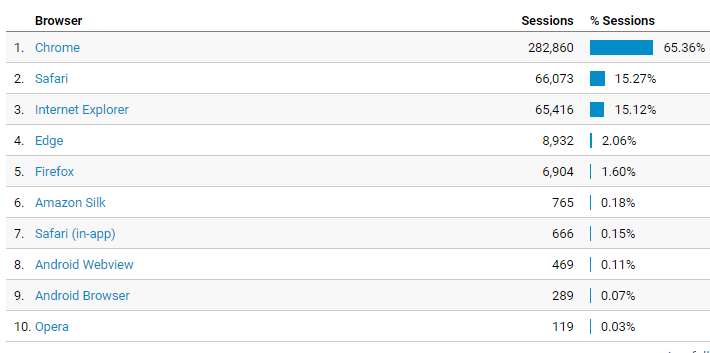 Browser Sessions % Sessions
1. Chrome 282,860 65.36%
2. Safari 66,073 15.27%
3. Internet Explorer 65,416 15.12%
4. Edge 8,932 2.06%
5. Firefox 6,904 1.60%
6. Amazon Silk 765 0.18%
7. Safari (in-app) 666 0.15%
8. Android Webview 469 0.11%
9. Android Browser 289 0.07%
10. Opera 119 0.03%